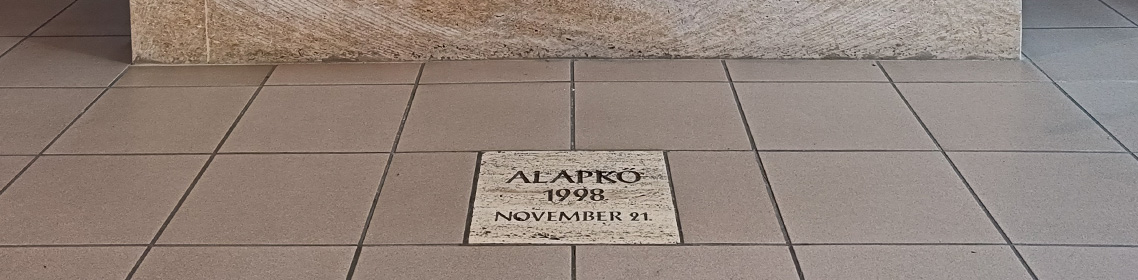 ALAPKŐ
1998.
NOVEMBER 21.